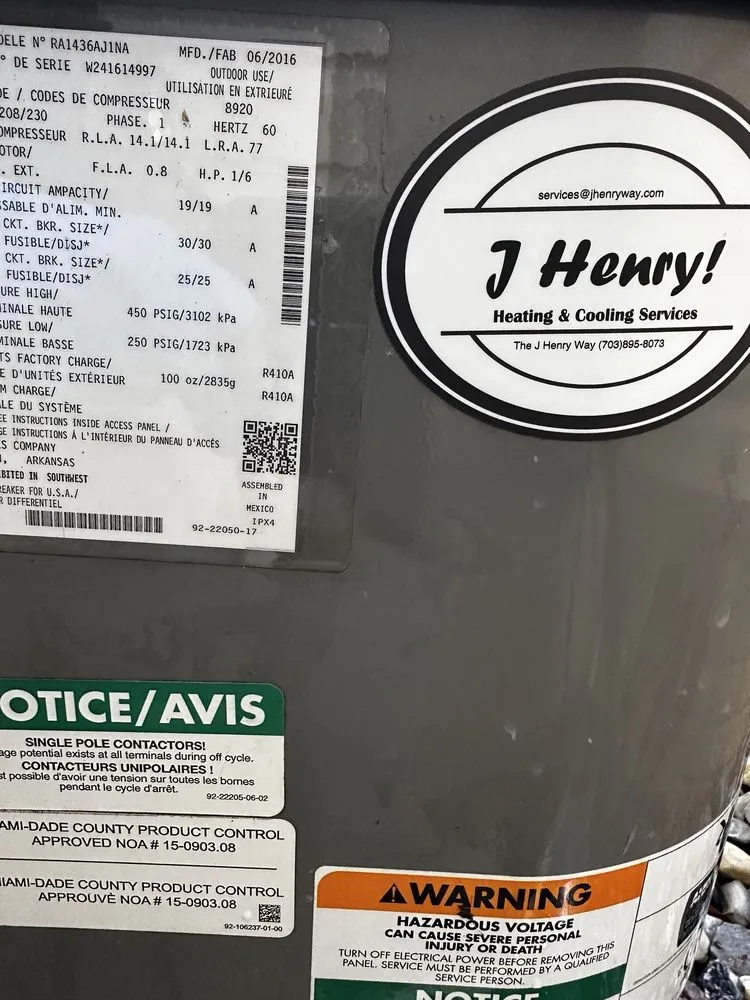 DELE N° RA1436AJ1NA MFD./FAB 06/2016
° DE SERIE W241614997 OUTDOOR USE/
UTILISATION EN EXTRIEURÉ
DE / CODES DE COMPRESSEUR 8920
208/230 PHASE. 1 HERTZ 60
OMPRESSEUR R.L.A. 14.1/14.1 L.R.A. 77
OTOR/
. EXT. F.L.A. 0.8 H.P. 1/6
IRCUIT AMPACITY/
SSABLE D'ALIM. MIN. 19/19 A
CKT. BKR. SIZE*/
FUSIBLE/DISJ* 30/30 A
CKT. BRK. SIZE*/
FUSIBLE/DISJ* 25/25 A
URE HIGH/
MINALE HAUTE 450 PSIG/3102 kPa
SURE LOW/
MINALE BASSE 250 PSIG/1723 kPa
TS FACTORY CHARGE/
E D'UNITÉS EXTÉRIEUR 100 oz/2835g R410A
M CHARGE/ R410A
ALE DU SYSTÈME
EE INSTRUCTIONS INSIDE ACCESS PANEL /
GE INSTRUCTIONS À L'INTÉRIEUR DU PANNEAU D'ACCÉS
S COMPANY
, ARKANSAS
BITED IN SOUTHWEST
REAKER FOR U.S.A./
R DIFFERENTIEL
ASSEMBLED
IN
MEXICO
IPX4
92-22050-17
services@jhenryway.com
J Henry!
Heating & Cooling Services
The J Henry Way (703)895-8073
OTICE/AVIS
SINGLE POLE CONTACTORS!
age potential exists at all terminals during off cycle.
CONTACTEURS UNIPOLAIRES !
st possible d'avoir une tension sur toutes les bornes
pendant le cycle d'arrêt.
92-22205-06-02
AMI-DADE COUNTY PRODUCT CONTROL
APPROVED NOA # 15-0903.08
IAMI-DADE COUNTY PRODUCT CONTROL
APPROUVÈ NOA # 15-0903.08
92-106237-01-00
WARNING
HAZARDOUS VOLTAGE
CAN CAUSE SEVERE PERSONAL
INJURY OR DEATH
TURN OFF ELECTRICAL POWER BEFORE REMOVING THIS
PANEL. SERVICE MUST BE PERFORMED BY A QUALIFIED
SERVICE PERSON.
NOTICE